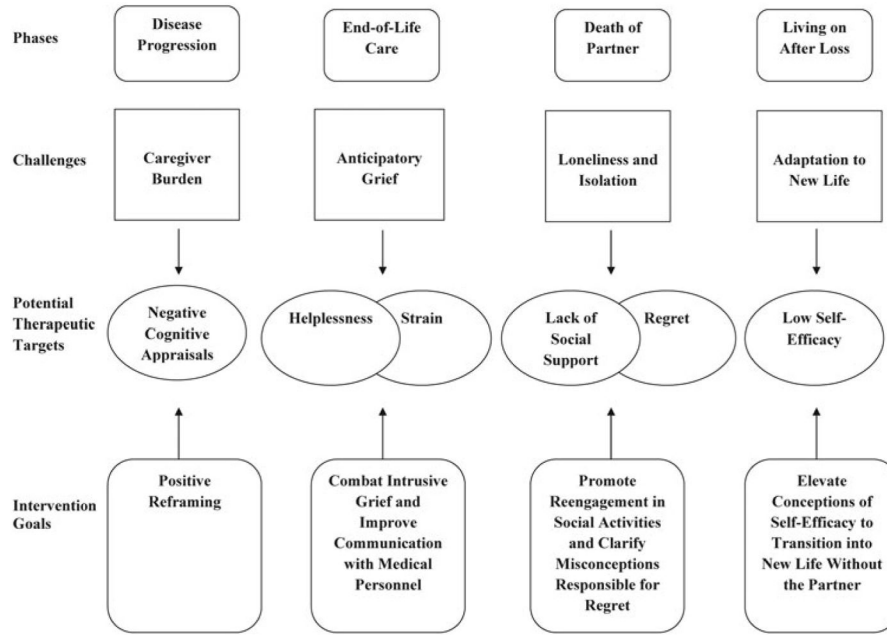 Phases
Disease
Progression
End-of-Life
Care
Death of
Partner
Living on
After Loss
Challenges
Caregiver
Burden
Anticipatory
Grief
Loneliness and
Isolation
Adaptation to
New Life
Potential
Therapeutic
Targets
Negative
Cognitive
Appraisals
Helplessness
Strain
Lack of
Social
Support
Regret
Low Self-
Efficacy
Intervention
Goals
Positive
Reframing
Combat Intrusive
Grief and
Improve
Communication
with Medical
Personnel
Promote
Reengagement in
Social Activities
and Clarify
Misconceptions
Responsible for
Regret
Elevate
Conceptions of
Self-Efficacy to
Transition into
New Life Without
the Partner